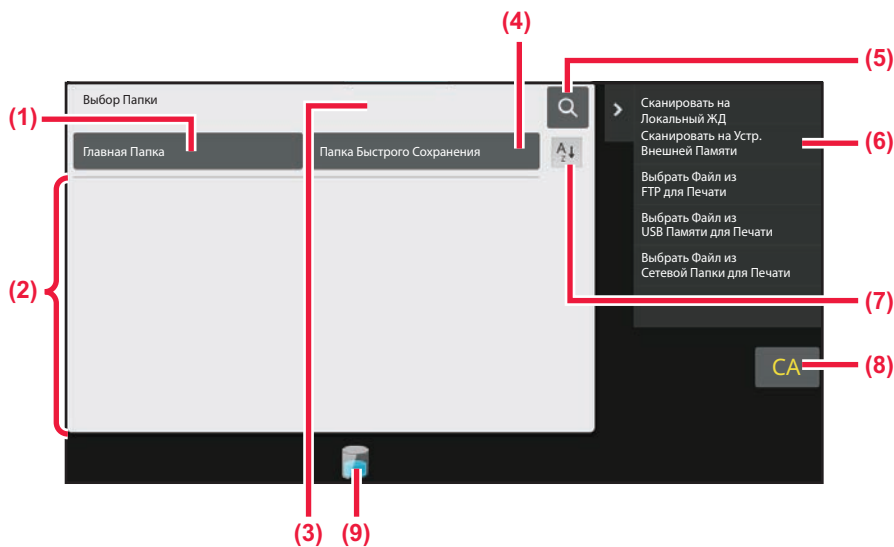 (4)
(5)
Выбор Папки
(1)
Главная Папка
Папка Быстрого Сохранения
A
Z
Сканировать на
Локальный ЖД
Сканировать на Устр.
Внешней Памяти
(6)
Выбрать Файл из
FTP для Печати
Выбрать Файл из
USB Памяти для Печати
Выбрать Файл из
Сетевой Папки для Печати
(2)
(7)
CA
(8)
(3)
(9)